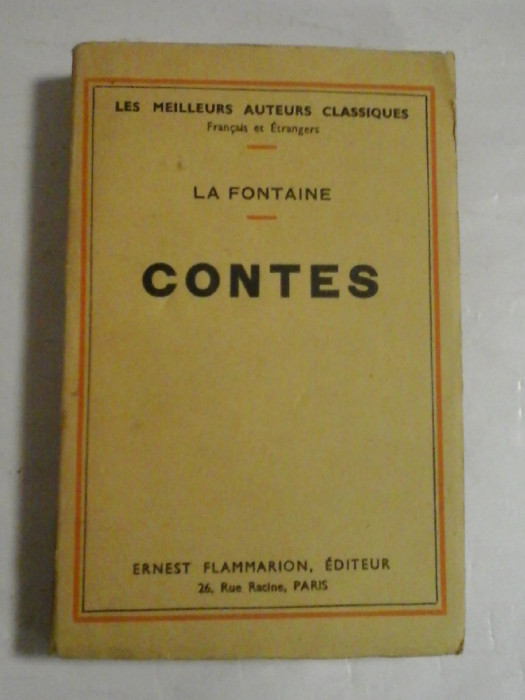 LES MEILLEURS AUTEURS CLASSIQUES
Français et Étrangers
LA FONTAINE
CONTES
ERNEST FLAMMARION, ÉDITEUR
26, Rue Racine, PARIS